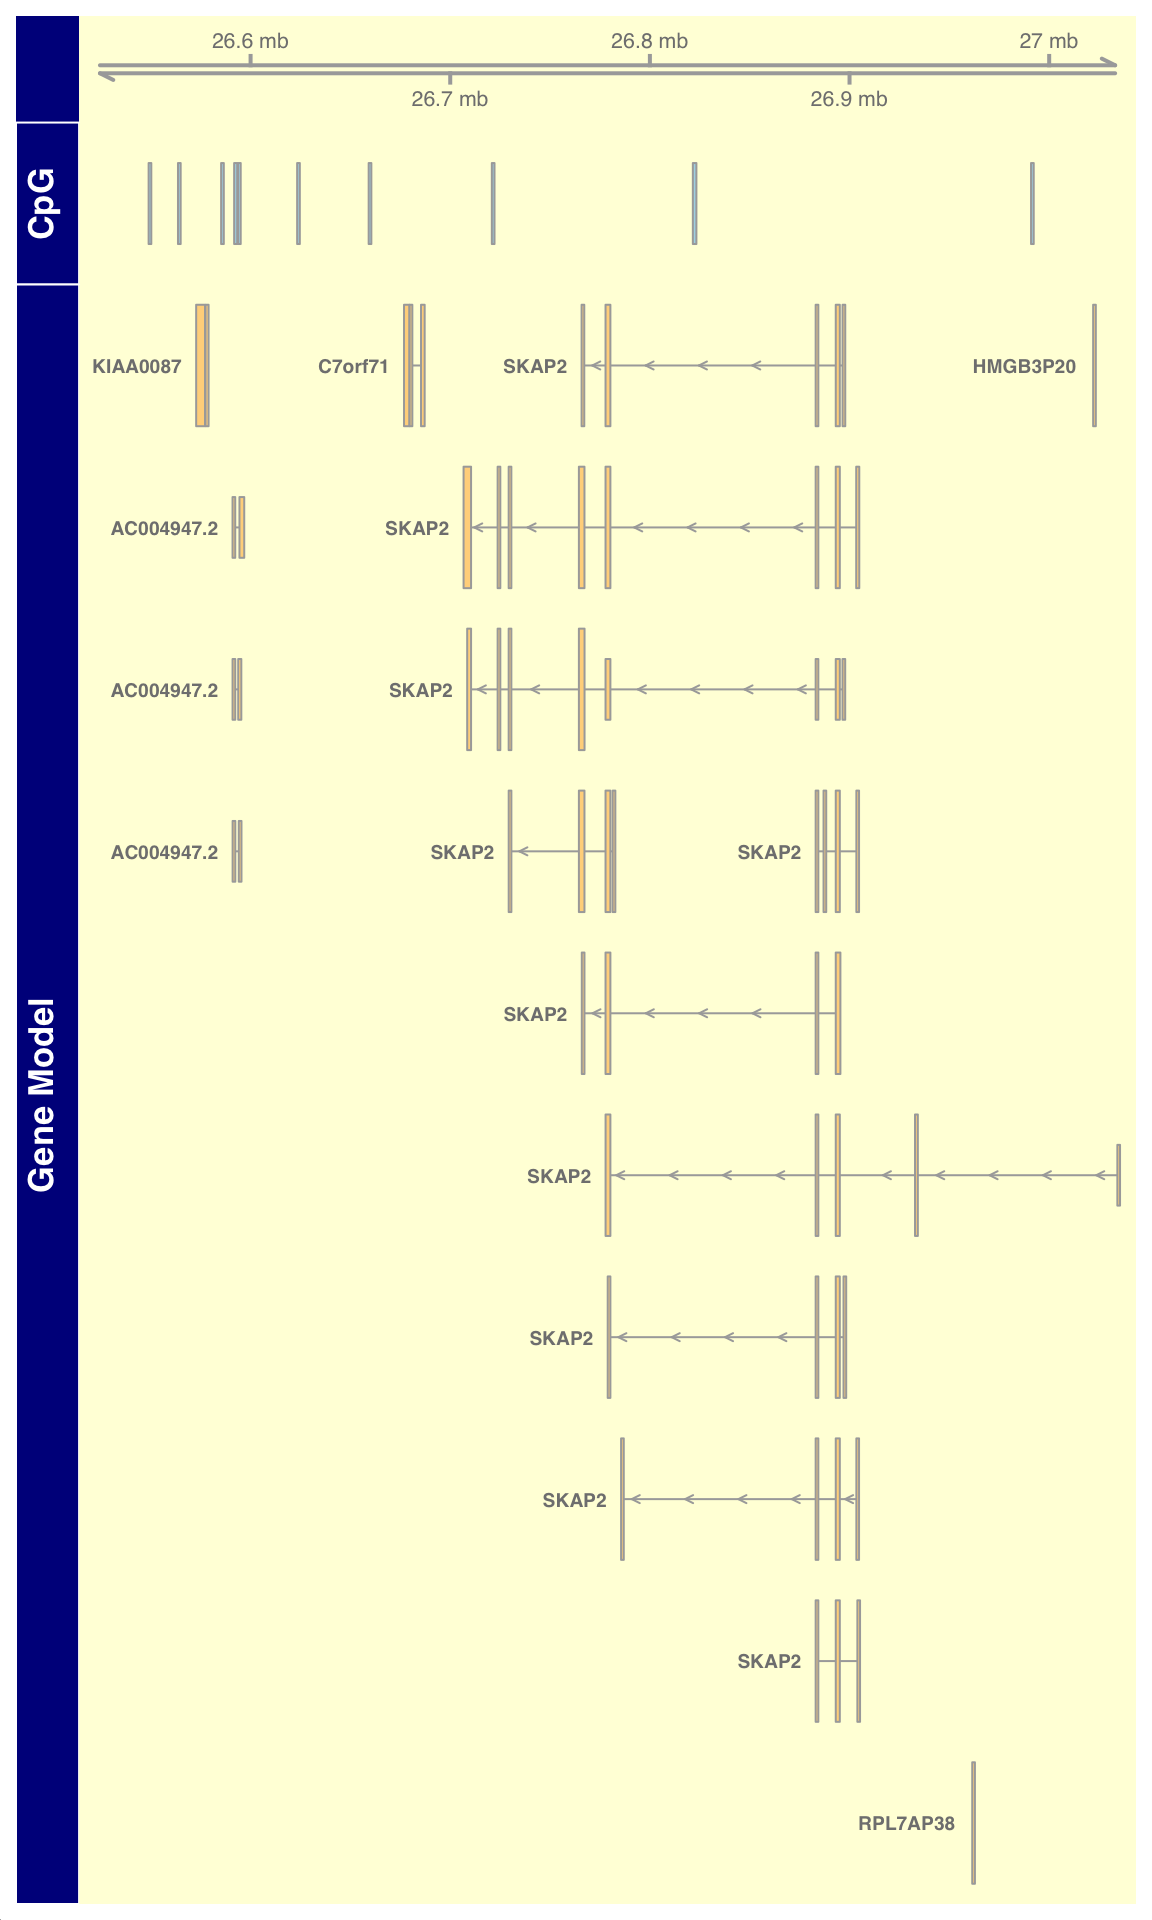 26.6 mb 26.8 mb 27 mb
26.7 mb 26.9 mb
CpG
Gene Model
KIAA0087 C7orf71 SKAP2 HMGB3P20
AC004947.2 SKAP2
AC004947.2 SKAP2
AC004947.2 SKAP2 SKAP2
SKAP2
SKAP2
SKAP2
SKAP2
SKAP2
RPL7AP38